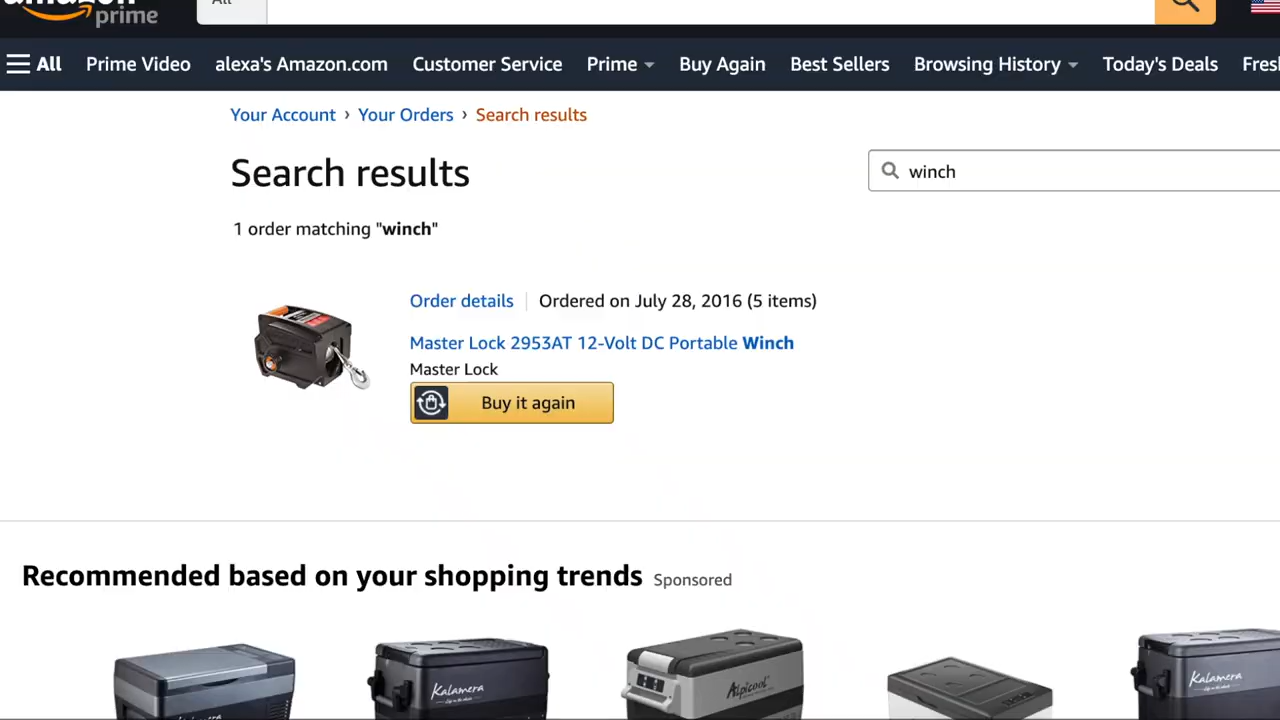 amazon
prime
All
All Prime Video alexa's Amazon.com Customer Service Prime Buy Again Best Sellers Browsing History Today's Deals
Your Account › Your Orders › Search results
Search results
winch
1 order matching "winch"
Order details Ordered on July 28, 2016 (5 items)
Master Lock 2953AT 12-Volt DC Portable Winch
Master Lock
Buy it again
Recommended based on your shopping trends Sponsored
Kalamera
Alpicool
Kalamera
Kalamera